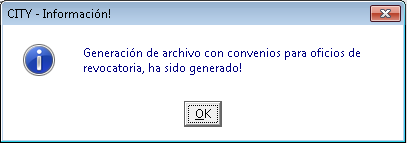 CITY - Información!
Generación de archivo con convenios para oficios de
revocatoria, ha sido generado!
OK